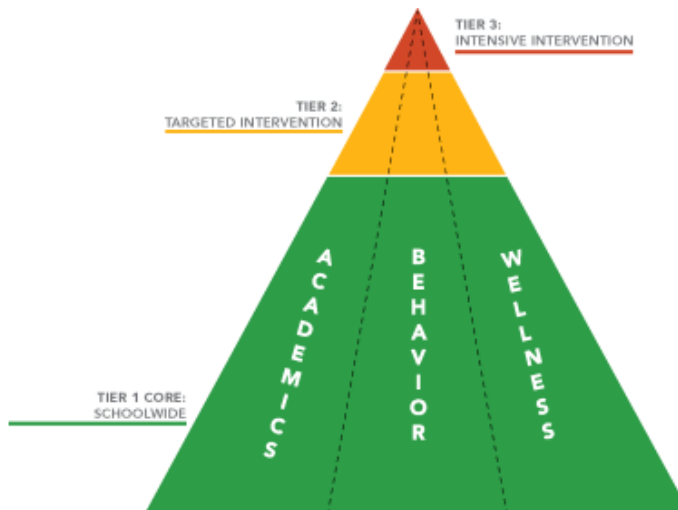 TIER 3:
INTENSIVE INTERVENTION
TIER 2:
TARGETED INTERVENTION
ACADEMICS
BEHAVIOR
WELLNESS
TIER 1 CORE:
SCHOOLWIDE